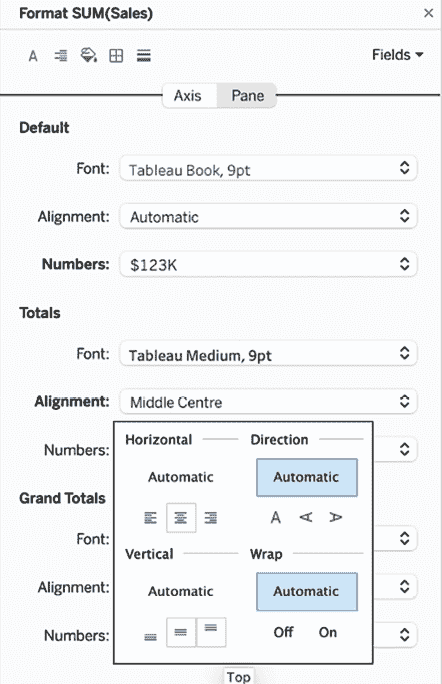 Format SUM(Sales)
Fields
Axis Pane
Default
Font: Tableau Book, 9pt
Alignment: Automatic
Numbers: $123K
Totals
Font: Tableau Medium, 9pt
Alignment: Middle Centre
Numbers:
Horizontal Direction
Automatic Automatic
Grand Totals
Font:
Vertical Wrap
Alignment: Automatic Automatic
Numbers: Off On
Top